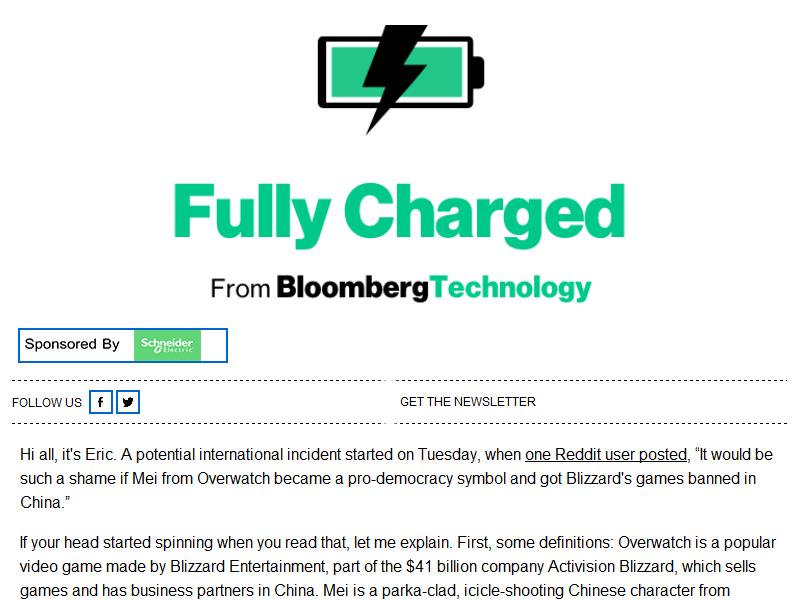 Fully Charged
From BloombergTechnology
Sponsored By Schneider Electric
FOLLOW US
GET THE NEWSLETTER
Hi all, it's Eric. A potential international incident started on Tuesday, when one Reddit user posted, “It would be
such a shame if Mei from Overwatch became a pro-democracy symbol and got Blizzard's games banned in
China.”
If your head started spinning when you read that, let me explain. First, some definitions: Overwatch is a popular
video game made by Blizzard Entertainment, part of the $41 billion company Activision Blizzard, which sells
games and has business partners in China. Mei is a parka-clad, icicle-shooting Chinese character from